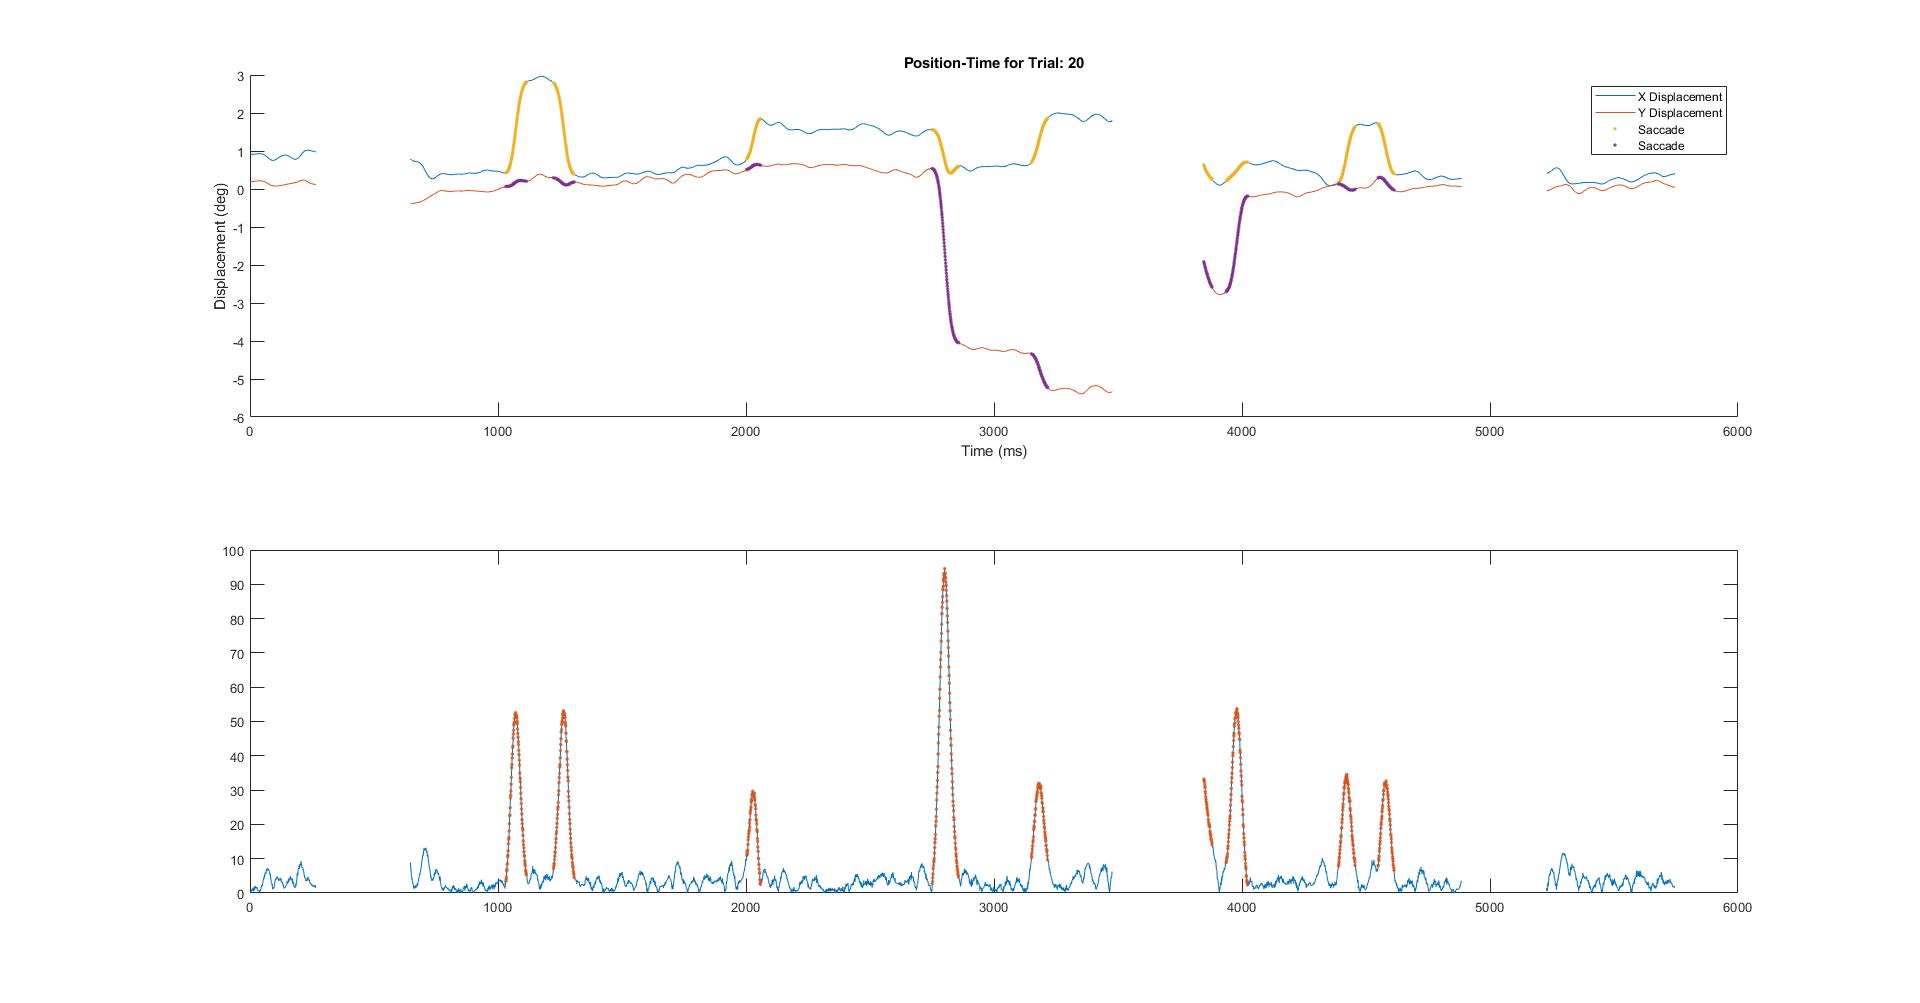 Position-Time for Trial: 20
3
2
1
0
-1
-2
-3
-4
-5
-6
Displacement (deg)
X Displacement
Y Displacement
Saccade
Saccade
0 1000 2000 3000 4000 5000 6000
Time (ms)
100
90
80
70
60
50
40
30
20
10
0
0 1000 2000 3000 4000 5000 6000